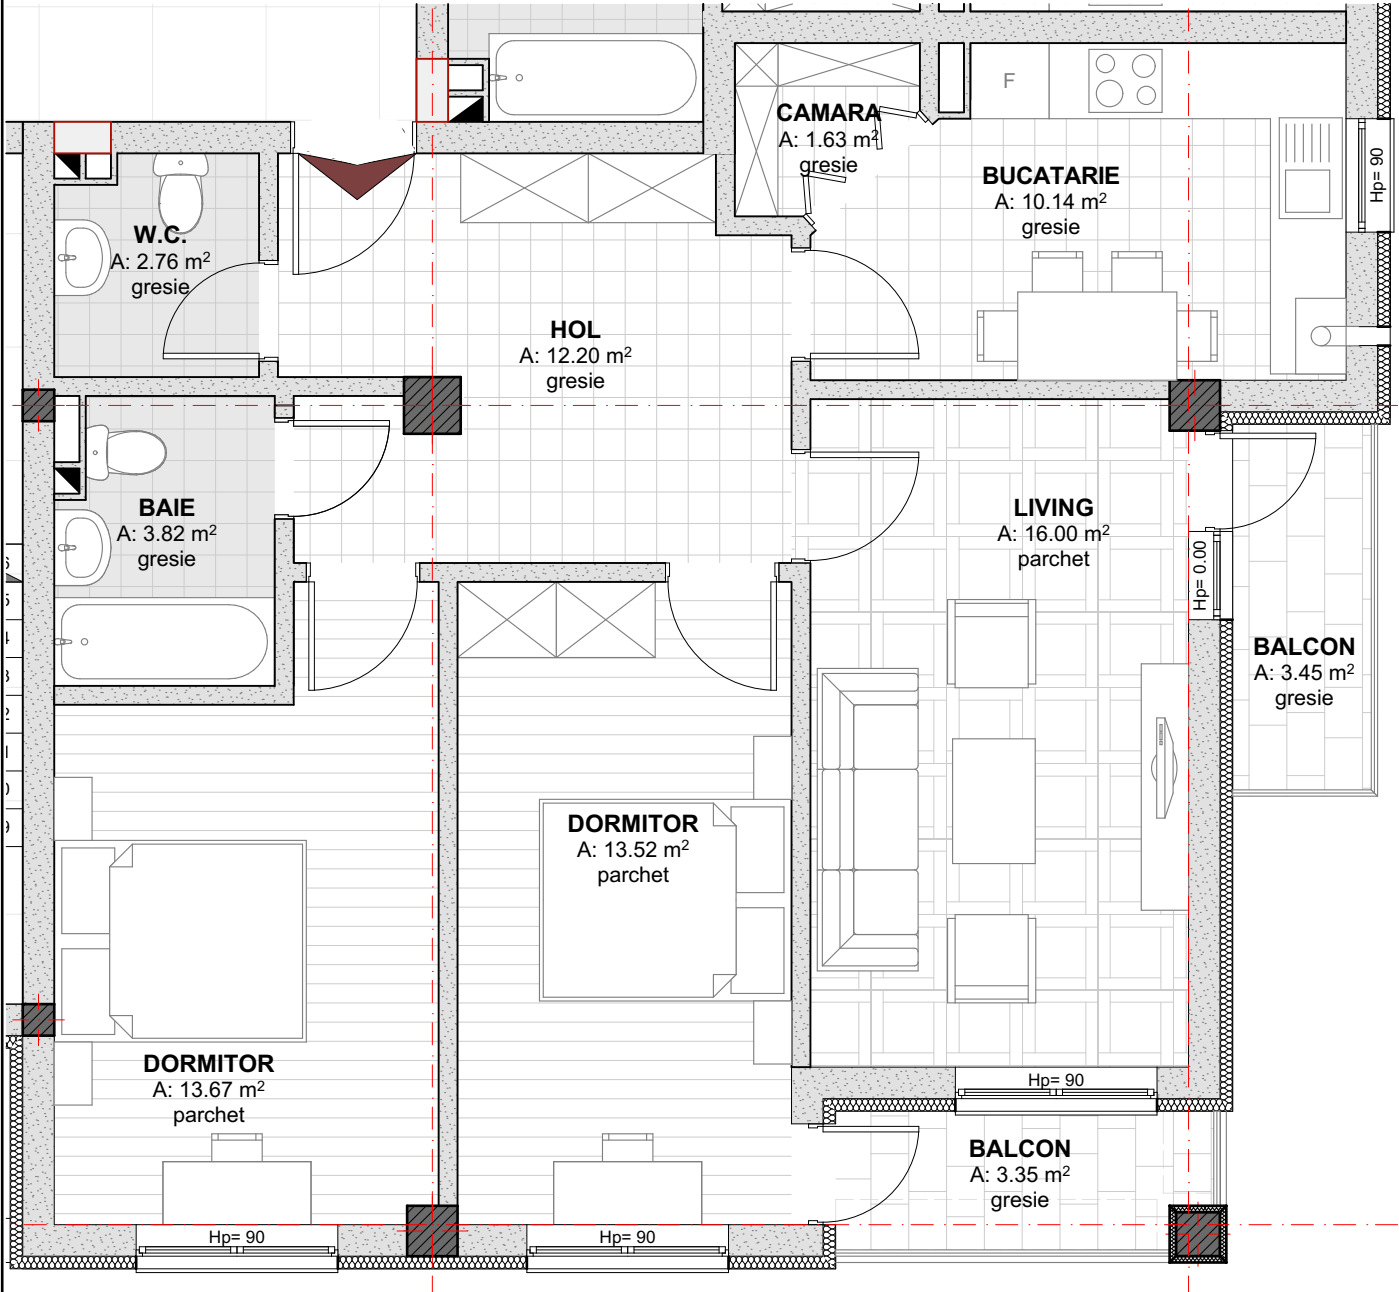 F
CAMARA
A: 1.63 m²
gresie
BUCATARIE
A: 10.14 m²
gresie
Hp= 90
W.C.
A: 2.76 m²
gresie
HOL
A: 12.20 m²
gresie
BAIE
A: 3.82 m²
gresie
LIVING
A: 16.00 m²
parchet
Hp= 0.00
BALCON
A: 3.45 m²
gresie
DORMITOR
A: 13.52 m²
parchet
DORMITOR
A: 13.67 m²
parchet
Hp= 90
BALCON
A: 3.35 m²
gresie
Hp= 90
Hp= 90